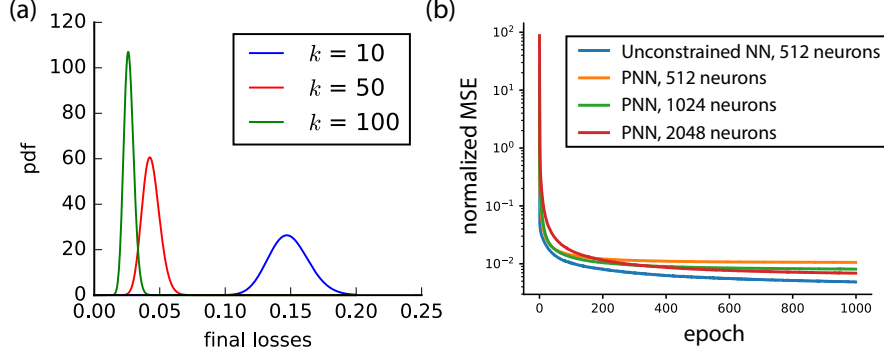 (a)
120
100
80
60
40
20
0
pdf
k = 10
k = 50
k = 100
0.00 0.05 0.10 0.15 0.20 0.25
final losses
(b)
10^2
10^1
10^0
10^-1
10^-2
normalized MSE
Unconstrained NN, 512 neurons
PNN, 512 neurons
PNN, 1024 neurons
PNN, 2048 neurons
0 200 400 600 800 1000
epoch